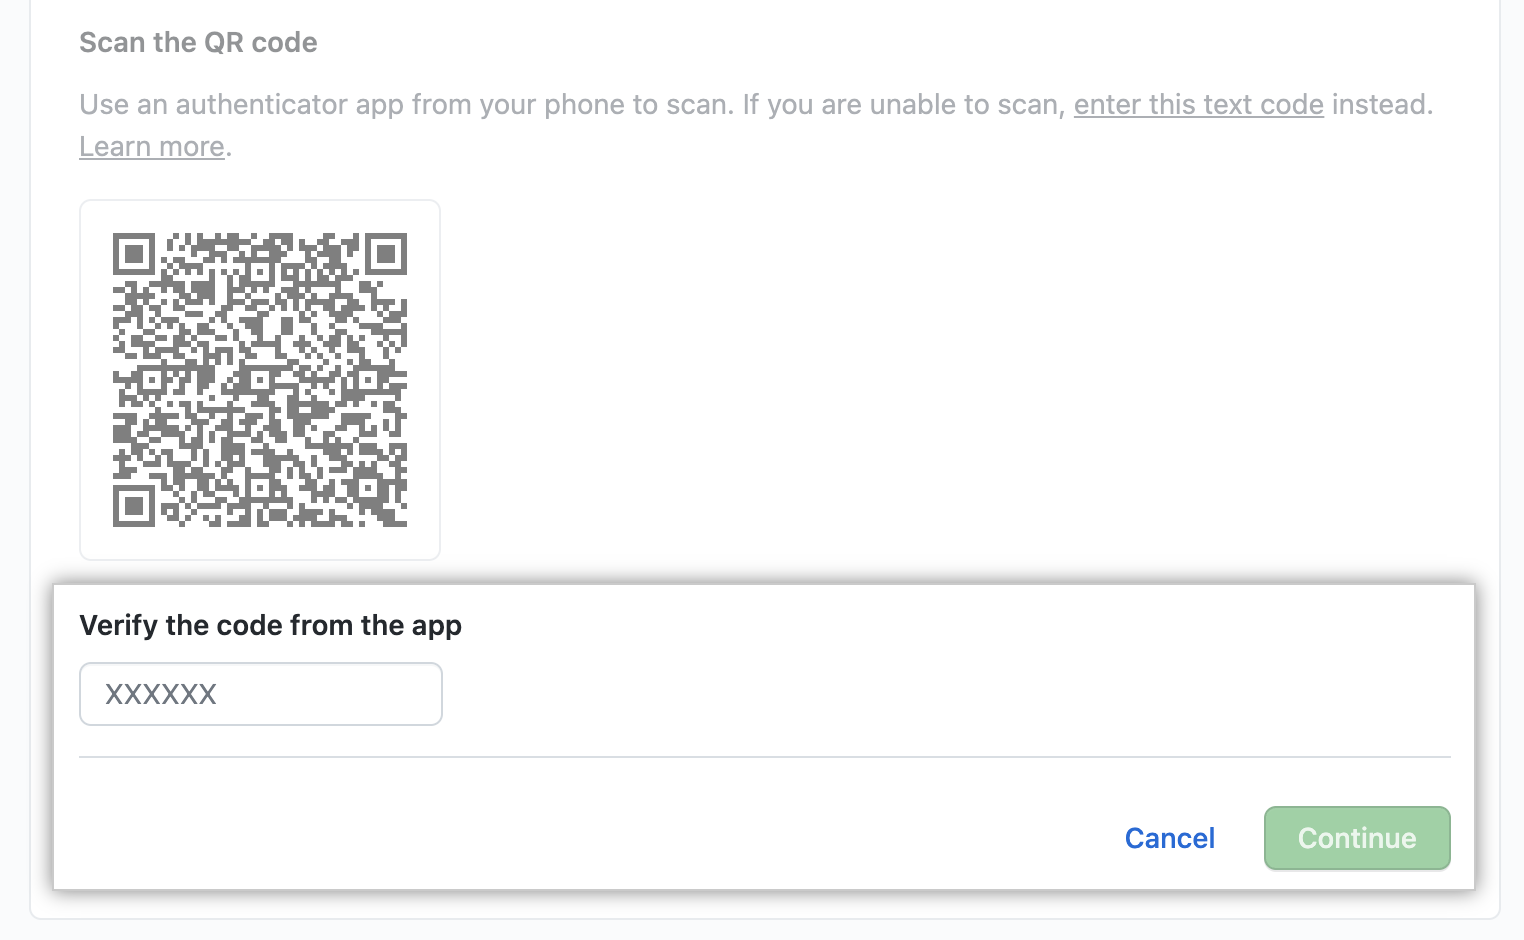 Scan the QR code
Use an authenticator app from your phone to scan. If you are unable to scan, enter this text code instead.
Learn more.
Verify the code from the app
XXXXXX
Cancel
Continue